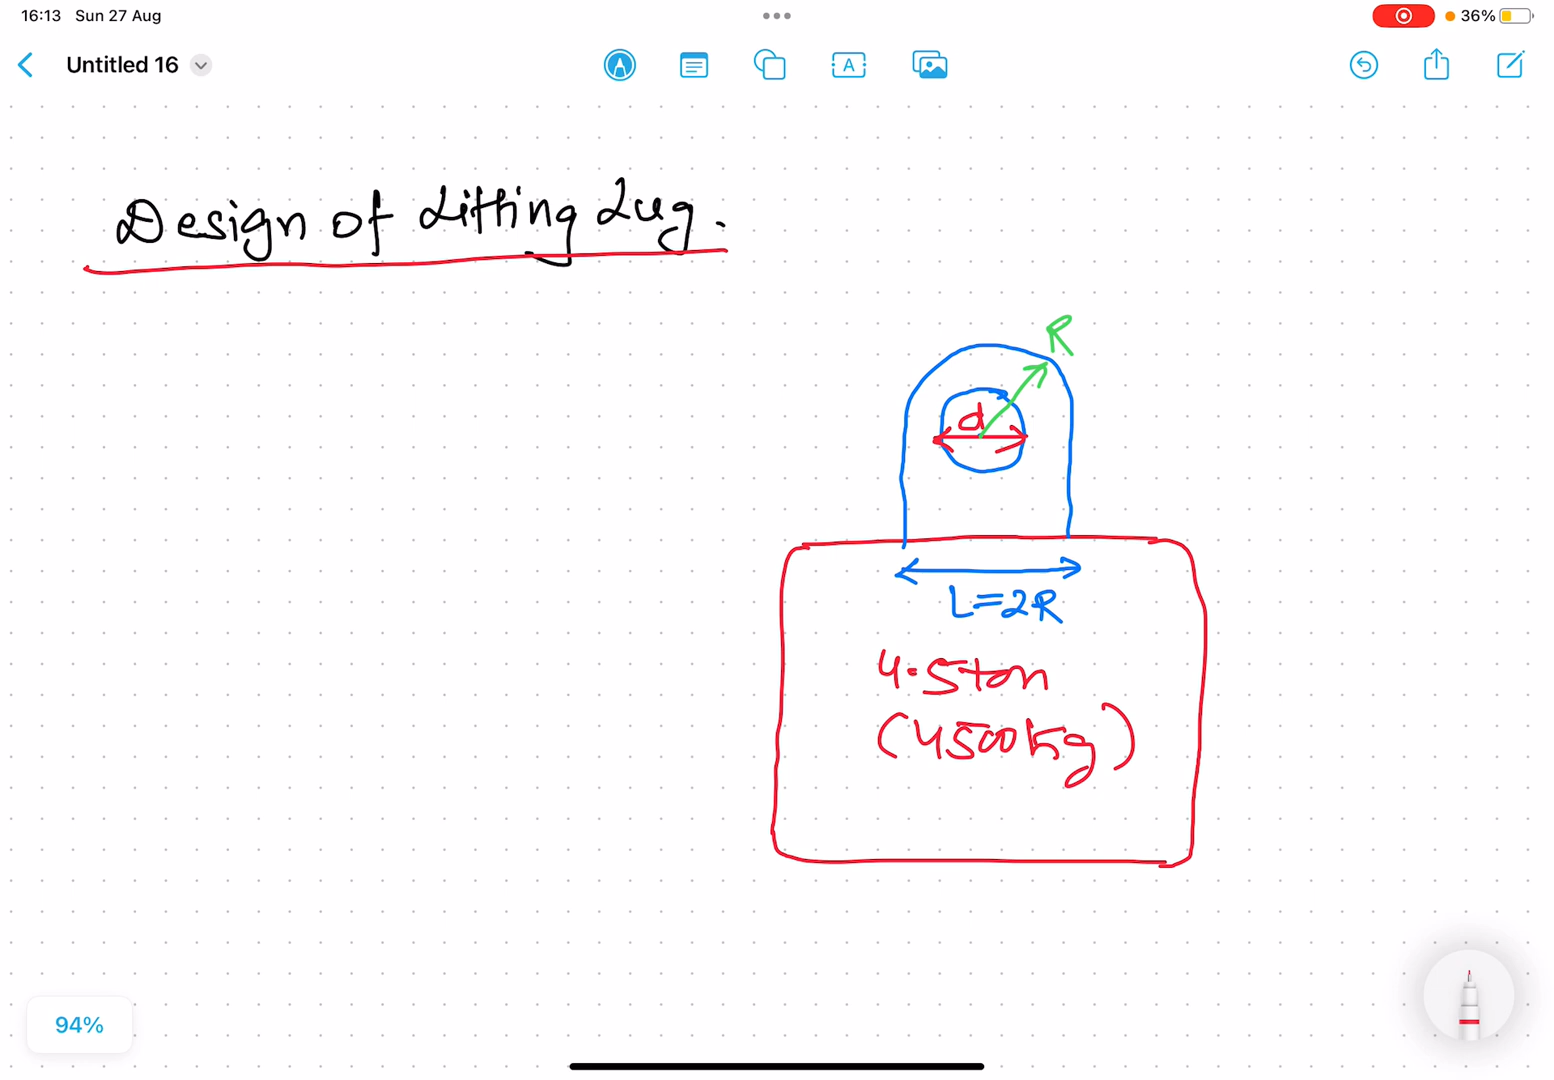 16:13 Sun 27 Aug
36%
Untitled 16
A
Design of Lifting Lug.
R
d
L=2R
4.5ton
(4500kg)
94%